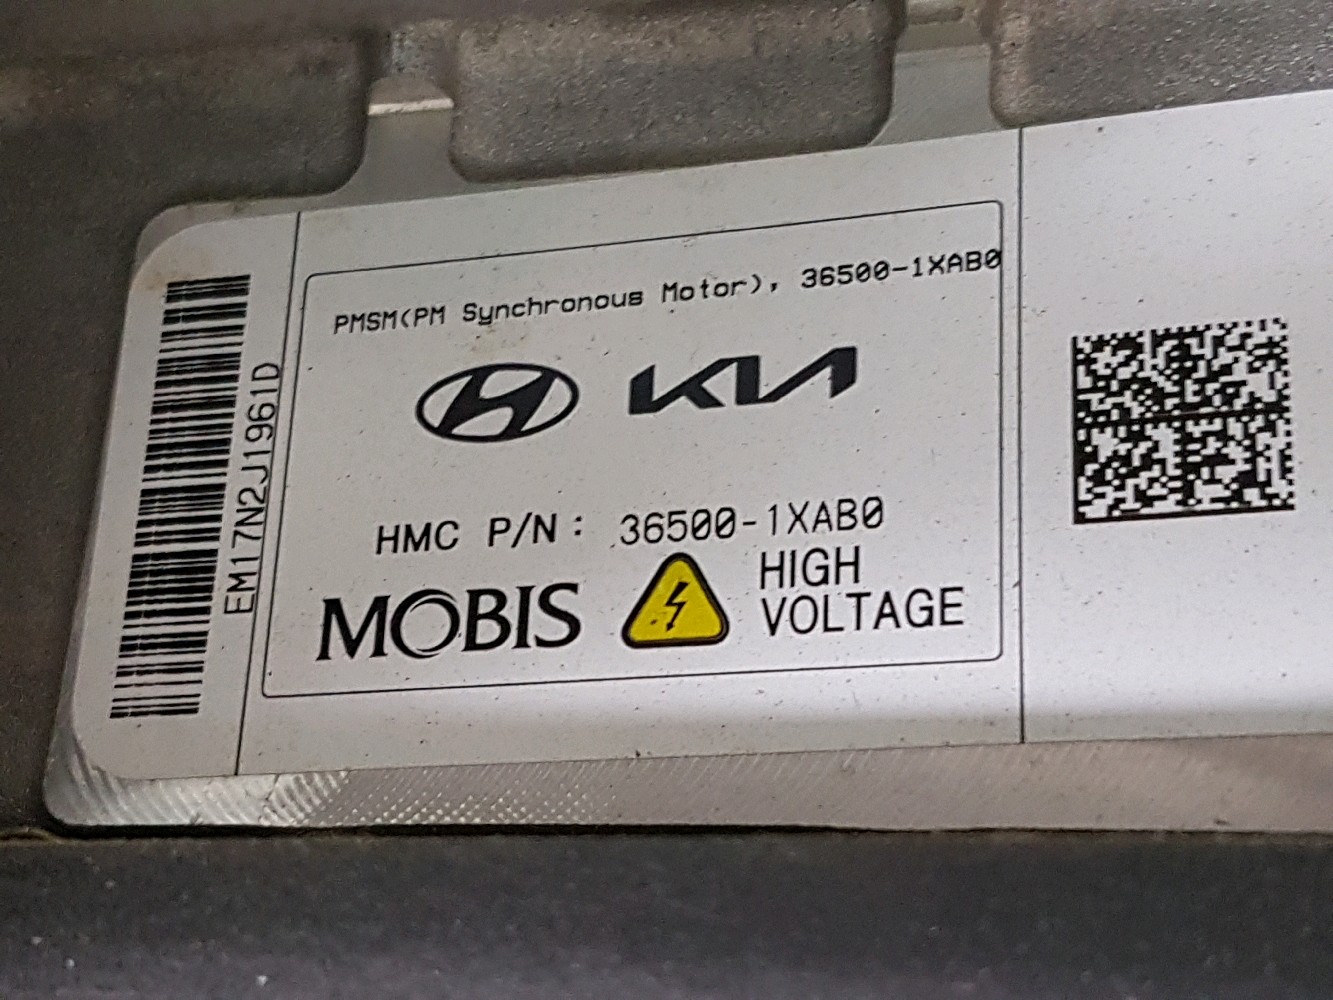 EM17N2J1961D
PMSM(PM Synchronous Motor), 36500-1XAB0
KIA
HMC P/N: 36500-1XAB0
MOBIS
HIGH
VOLTAGE